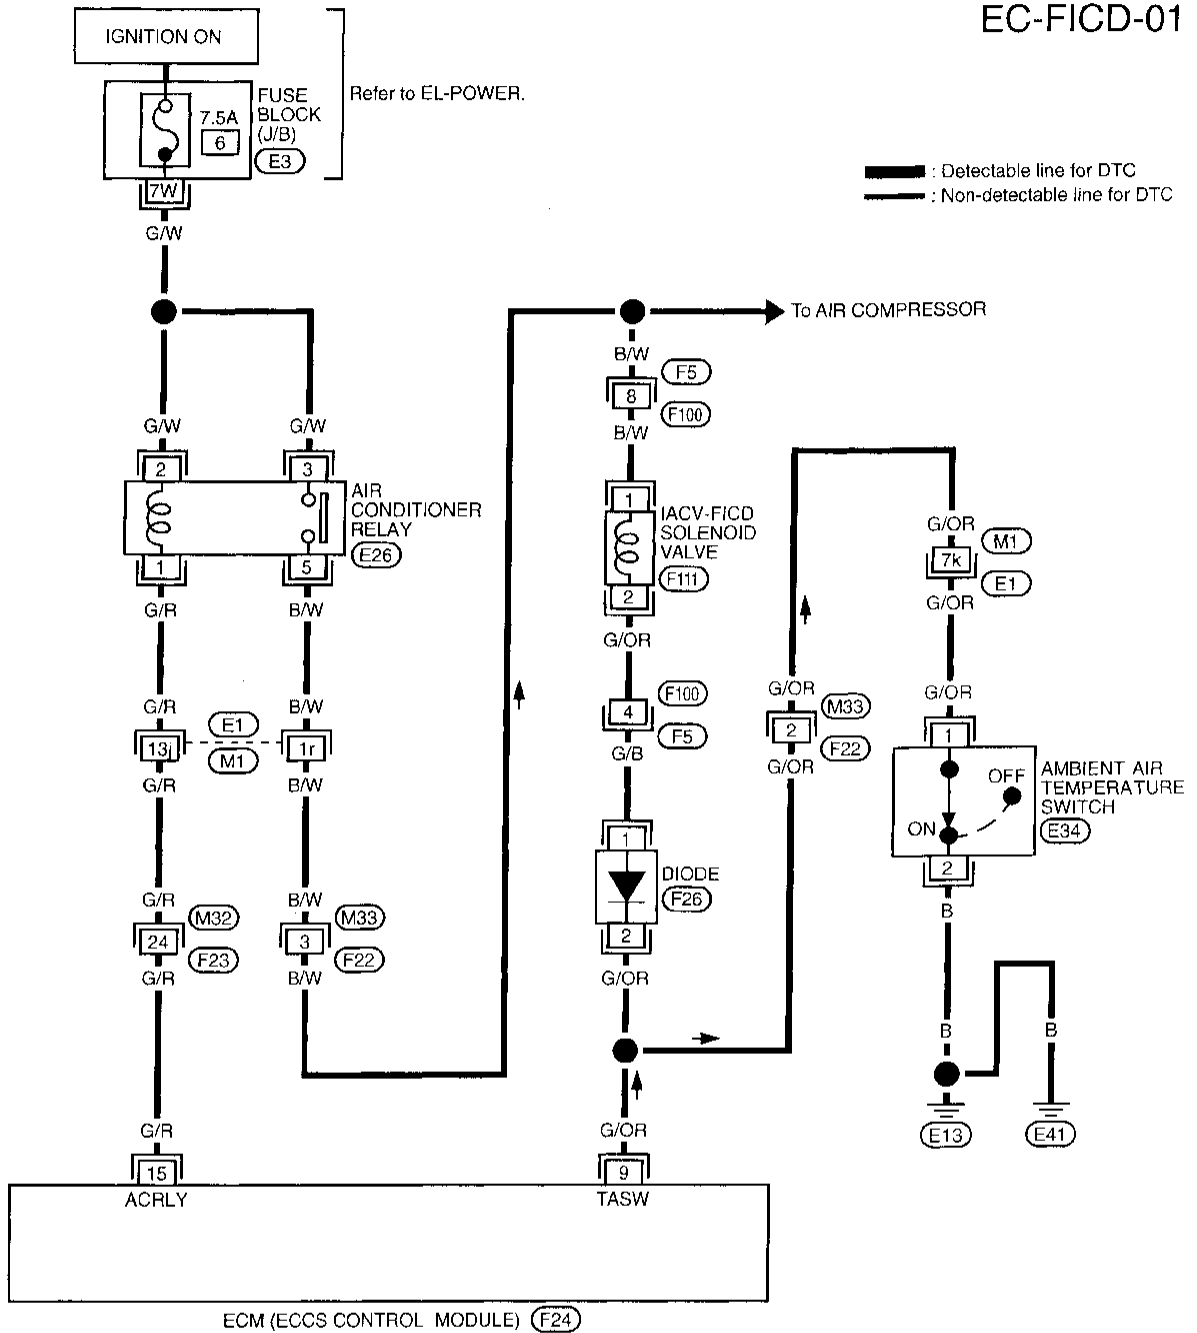 EC-FICD-01
IGNITION ON
Refer to EL-POWER.
FUSE
BLOCK
(J/B)
E3
7.5A
6
7W
G/W
: Detectable line for DTC
: Non-detectable line for DTC
To AIR COMPRESSOR
G/W
G/W
2
3
AIR
CONDITIONER
RELAY
E26
1
5
G/R
B/W
G/R
B/W
13j
E1
M1
1r
G/R
B/W
G/R
B/W
24
M32
F23
3
M33
F22
G/R
B/W
G/R
15
ACRLY
B/W
8
F5
F100
B/W
1
IACV-FICD
SOLENOID
VALVE
F111
2
G/OR
4
F100
F5
G/B
1
DIODE
F26
2
G/OR
G/OR
9
TASW
G/OR
2
M33
F22
G/OR
G/OR
7k
M1
E1
G/OR
G/OR
1
OFF
ON
AMBIENT AIR
TEMPERATURE
SWITCH
E34
2
B
B
B
E13
E41
ECM (ECCS CONTROL MODULE)
F24